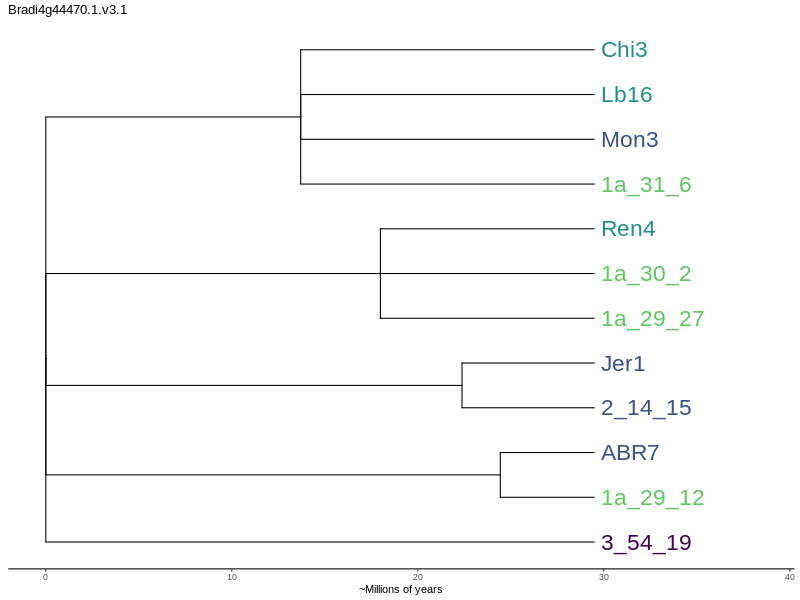 Bradi4g44470.1.v3.1
Chi3
Lb16
Mon3
1a_31_6
Ren4
1a_30_2
1a_29_27
Jer1
2_14_15
ABR7
1a_29_12
3_54_19
0 10 20 30 40
~Millions of years